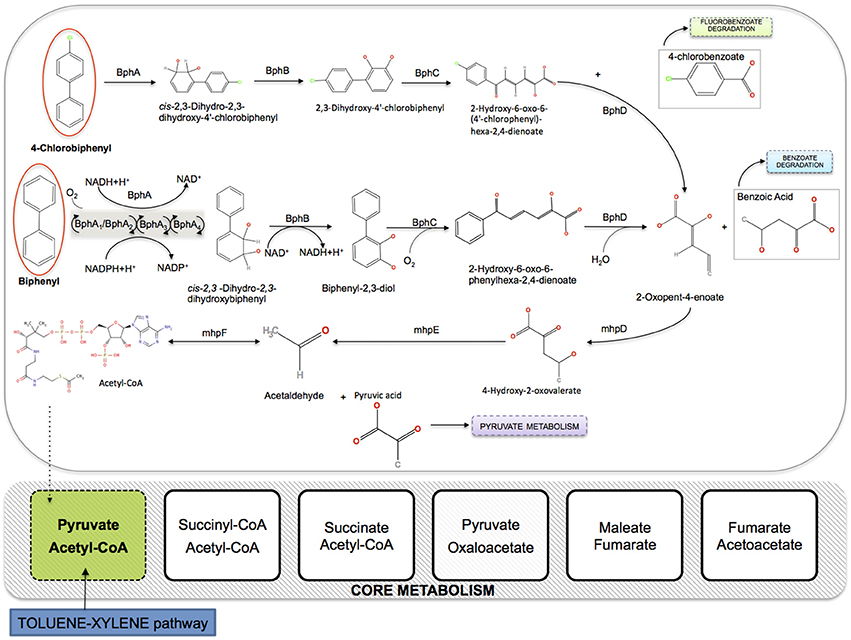 FLUOROBENZOATE
DEGRADATION
4-chlorobenzoate
BphA
BphB
BphC
+
BphD
4-Chlorobiphenyl
cis-2,3-Dihydro-2,3-
dihydroxy-4'-chlorobiphenyl
2,3-Dihydroxy-4'-chlorobiphenyl
2-Hydroxy-6-oxo-6-
(4'-chlorophenyl)-
hexa-2,4-dienoate
BENZOATE
DEGRADATION
Benzoic Acid
O2
NADH+H+
BphA
NAD+
BphA1/BphA2
BphA3
BphA4
NADPH+H+
NADP+
Biphenyl
BphB
NAD+
NADH+H+
cis-2,3 -Dihydro-2,3-
dihydroxybiphenyl
BphC
O2
Biphenyl-2,3-diol
2-Hydroxy-6-oxo-6-
phenylhexa-2,4-dienoate
BphD
H2O
+
2-Oxopent-4-enoate
mhpF
mhpE
mhpD
Acetyl-CoA
Acetaldehyde
+
Pyruvic acid
4-Hydroxy-2-oxovalerate
PYRUVATE METABOLISM
Pyruvate
Acetyl-CoA
Succinyl-CoA
Acetyl-CoA
Succinate
Acetyl-CoA
Pyruvate
Oxaloacetate
Maleate
Fumarate
Fumarate
Acetoacetate
CORE METABOLISM
TOLUENE-XYLENE pathway